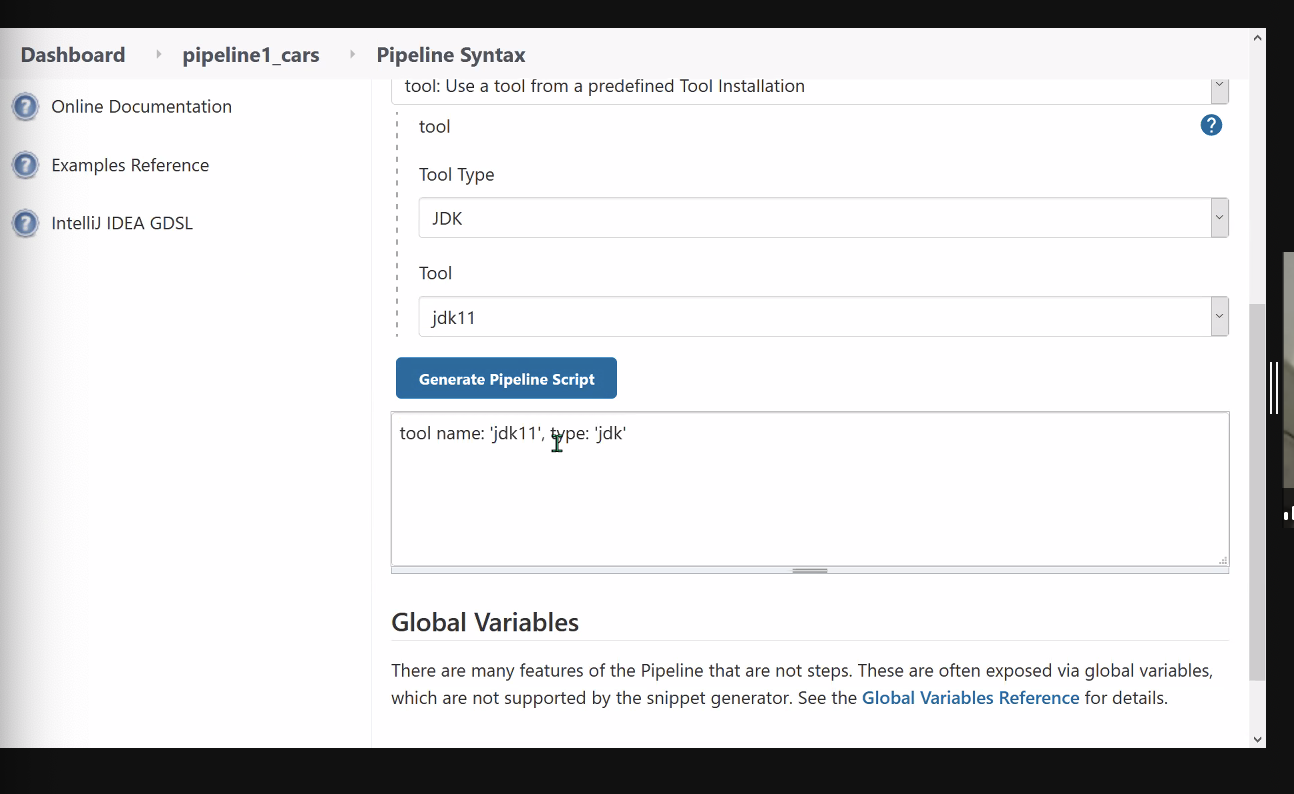 Dashboard pipeline1_cars Pipeline Syntax
Online Documentation
Examples Reference
IntelliJ IDEA GDSL
tool: Use a tool from a predefined Tool Installation
tool
Tool Type
JDK
Tool
jdk11
Generate Pipeline Script
tool name: 'jdk11', type: 'jdk'
Global Variables
There are many features of the Pipeline that are not steps. These are often exposed via global variables,
which are not supported by the snippet generator. See the Global Variables Reference for details.